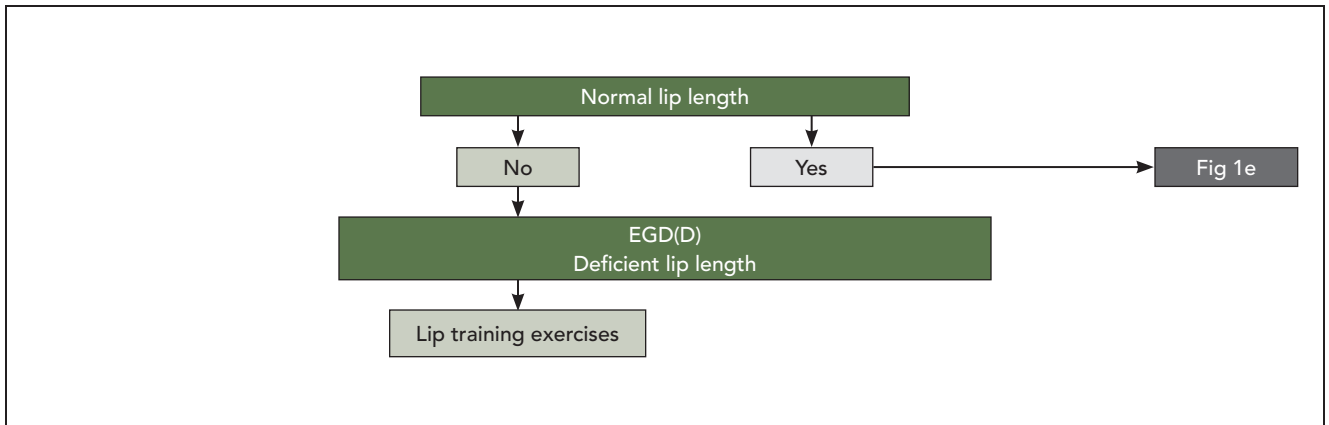 Normal lip length
No
Yes
Fig 1e
EGD(D)
Deficient lip length
Lip training exercises